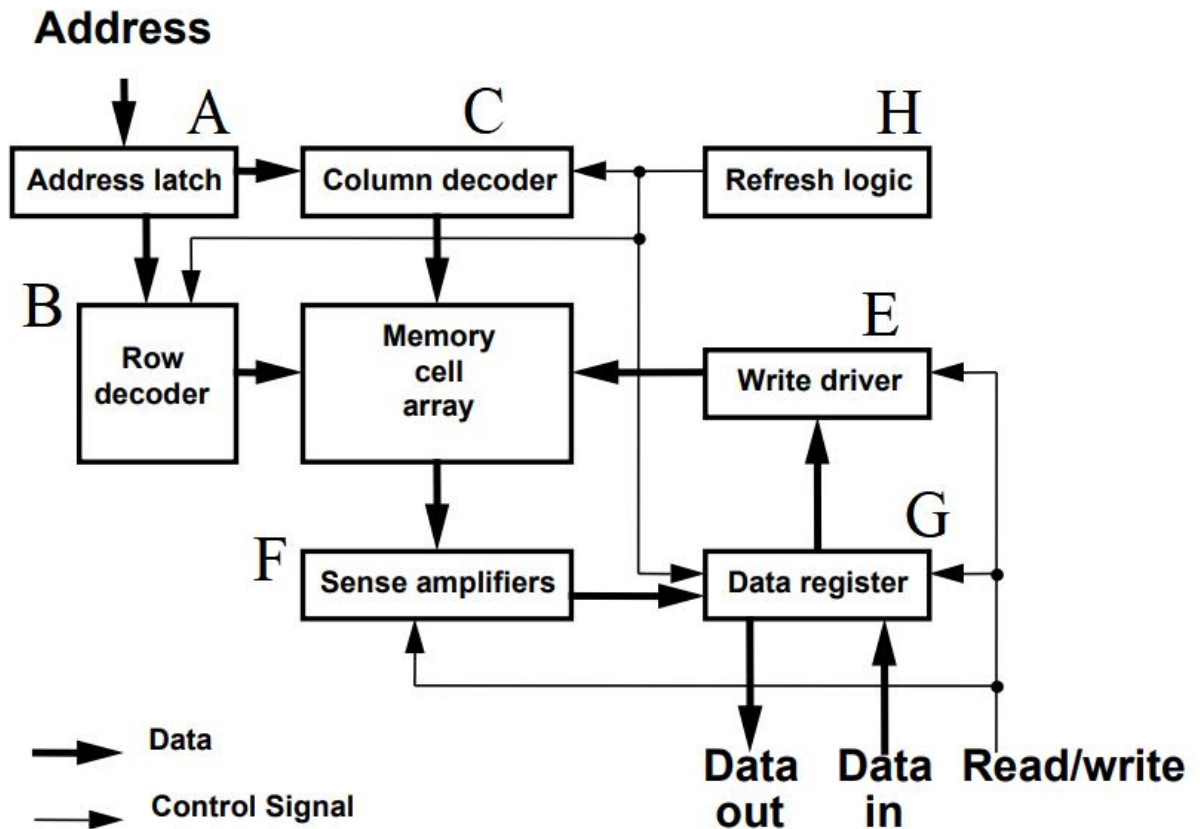 Address
A
C
H
Address latch
Column decoder
Refresh logic
B
E
Row
decoder
Memory
cell
array
Write driver
G
F
Sense amplifiers
Data register
Data
Control Signal
Data
out
Data
in
Read/write